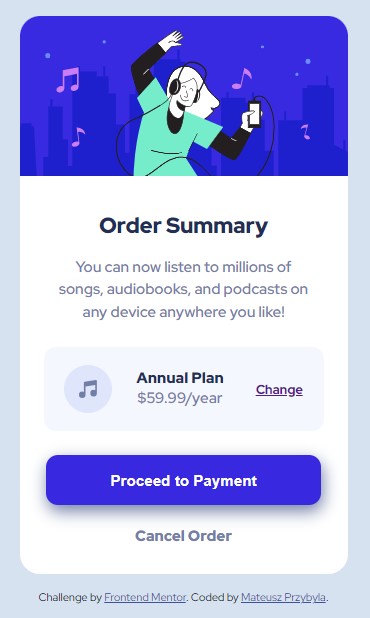 Order Summary
You can now listen to millions of
songs, audiobooks, and podcasts on
any device anywhere you like!
Annual Plan
$59.99/year
Change
Proceed to Payment
Cancel Order
Challenge by Frontend Mentor. Coded by Mateusz Przybyla.